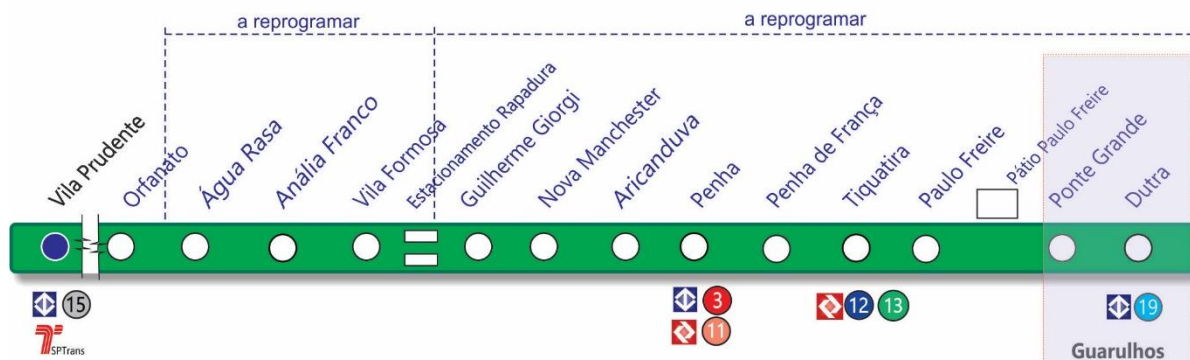 a reprogramar
a reprogramar
Vila Prudente
Orfanato
Água Rasa
Anália Franco
Vila Formosa
Estacionamento Rapadura
Guilherme Giorgi
Nova Manchester
Aricanduva
Penha
Penha de França
Tiquatira
Paulo Freire
Pátio Paulo Freire
Ponte Grande
Dutra
15
SPTrans
3
11
12
13
19
Guarulhos